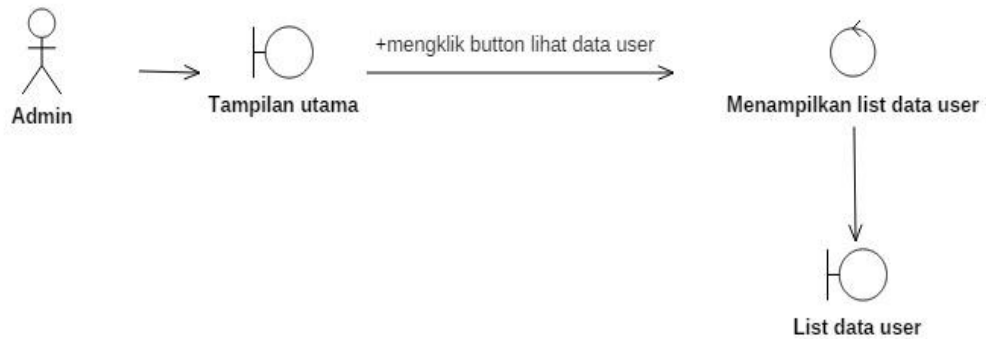 +mengklik button lihat data user
Admin
Tampilan utama
Menampilkan list data user
List data user